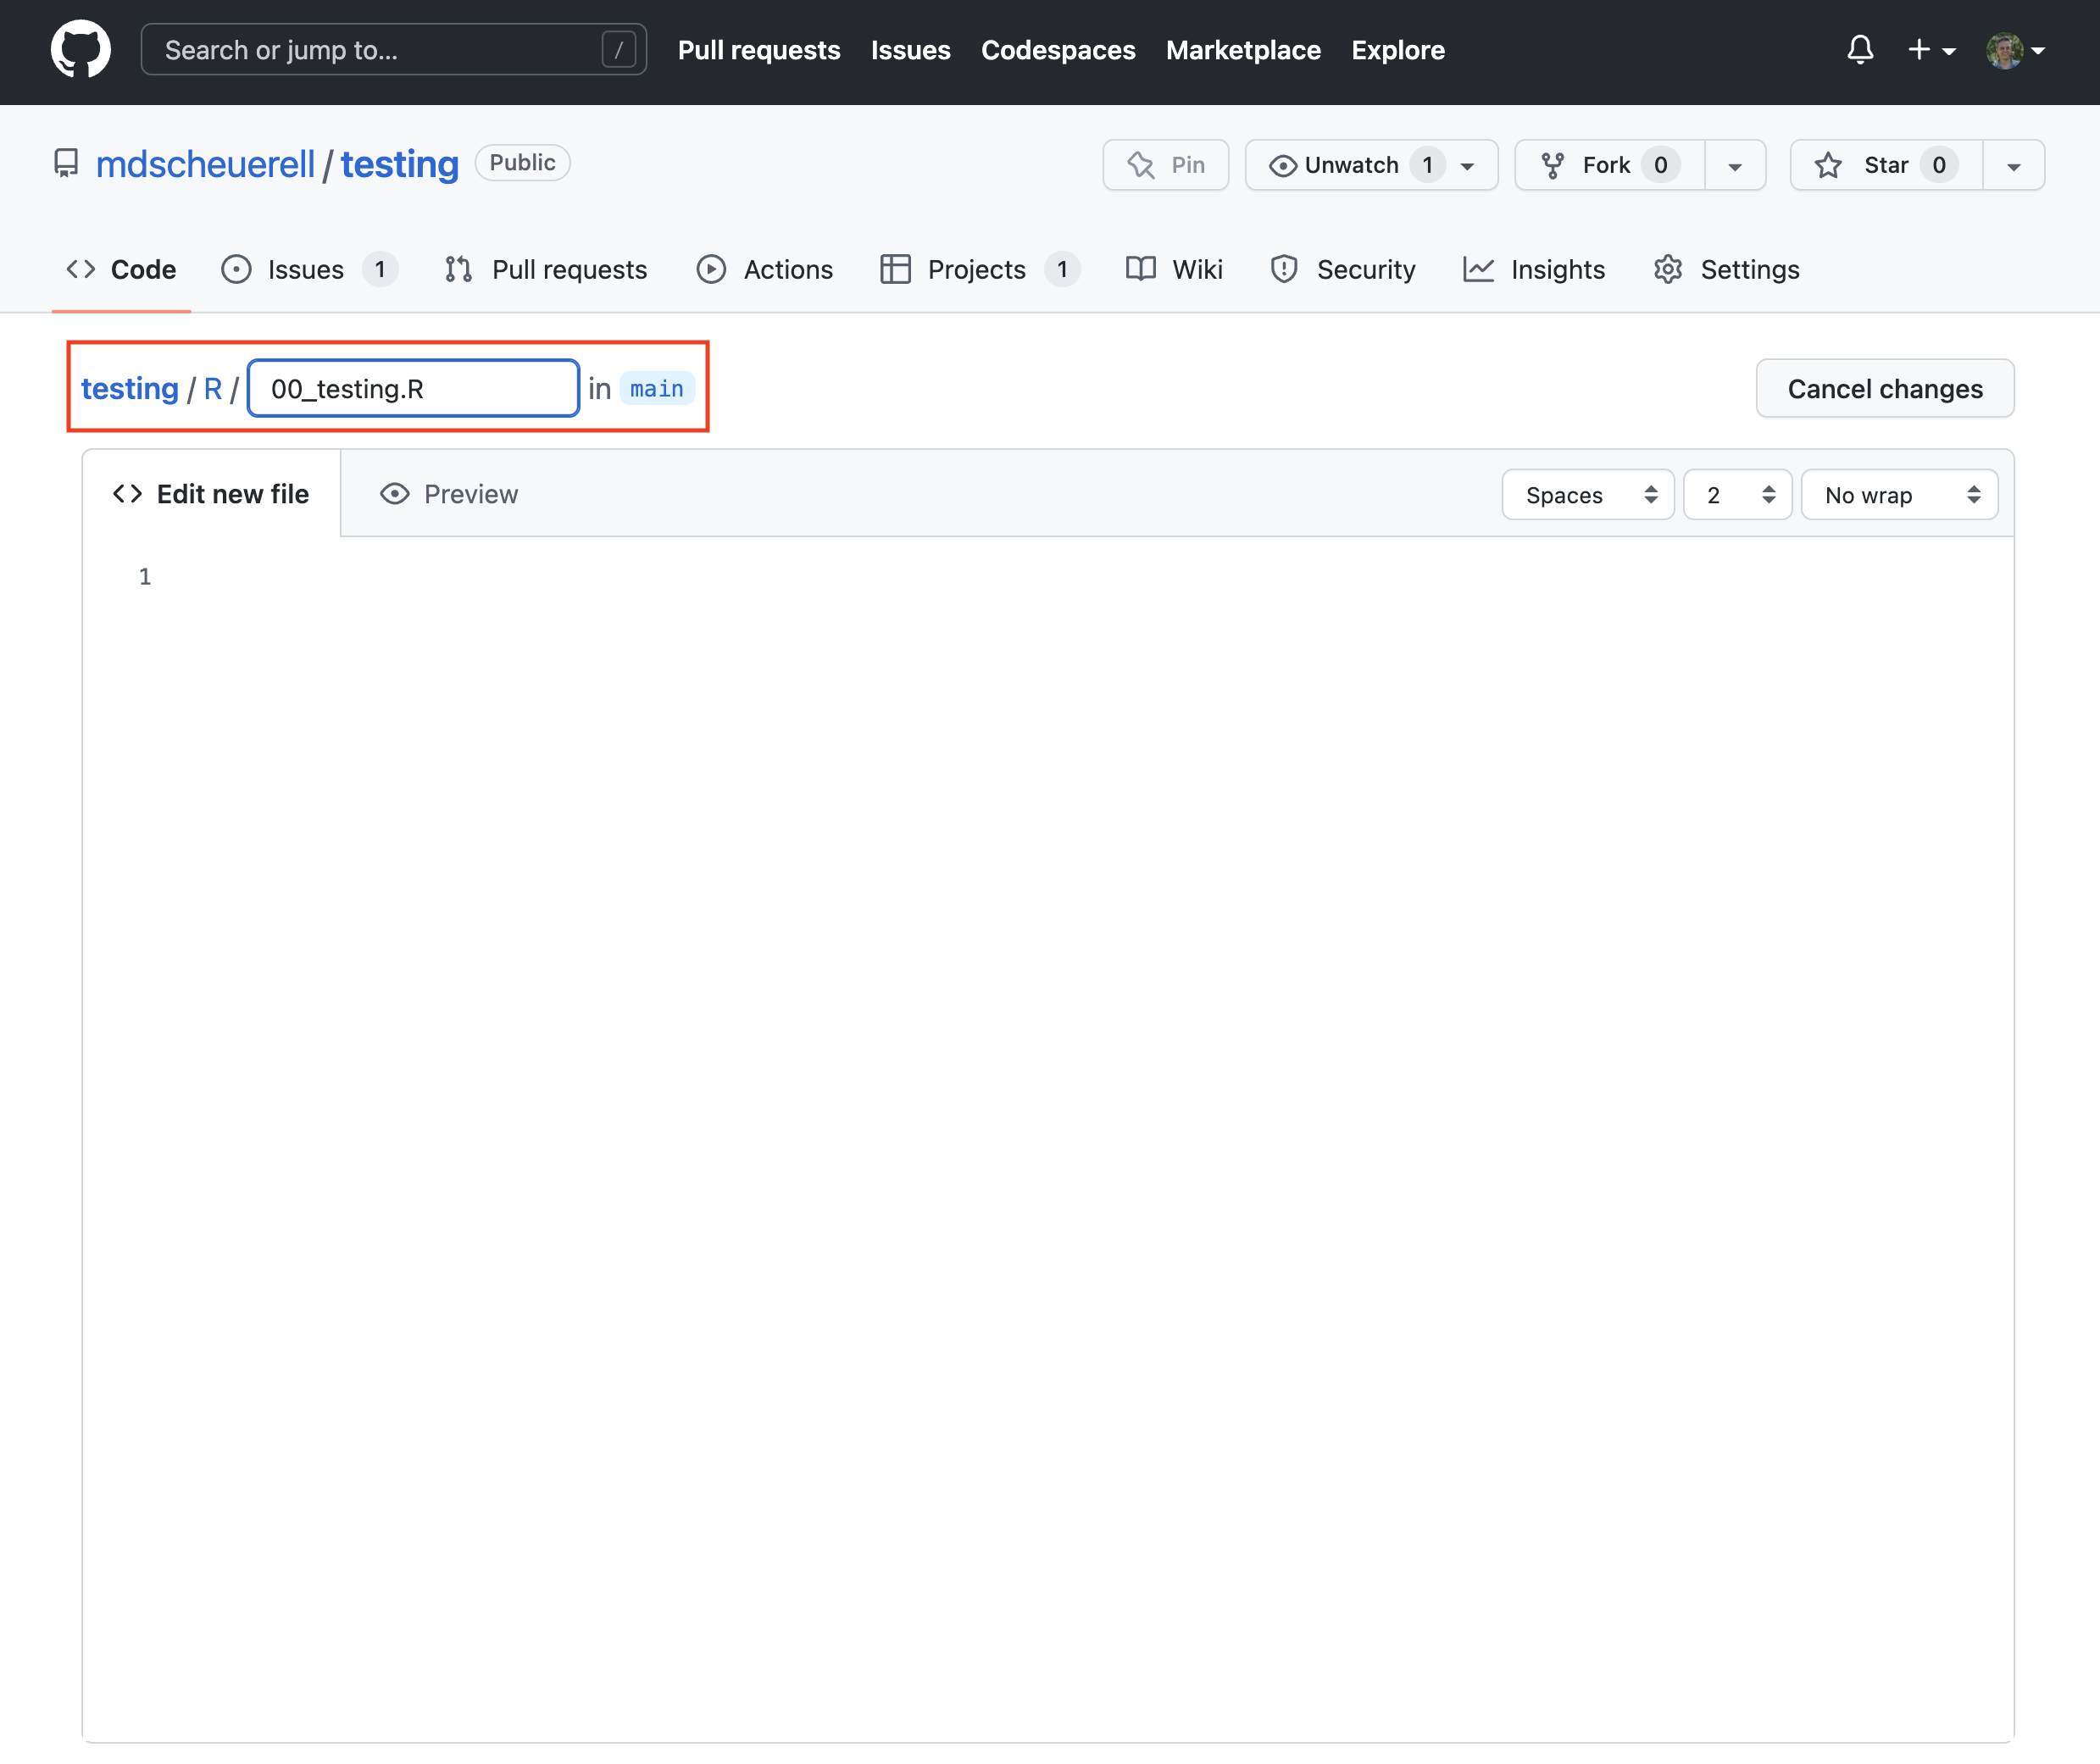 Search or jump to... / Pull requests Issues Codespaces Marketplace Explore
mdscheuerell / testing Public Pin Unwatch 1 Fork 0 Star 0
Code Issues 1 Pull requests Actions Projects 1 Wiki Security Insights Settings
testing / R / 00_testing.R in main Cancel changes
Edit new file Preview Spaces 2 No wrap
1